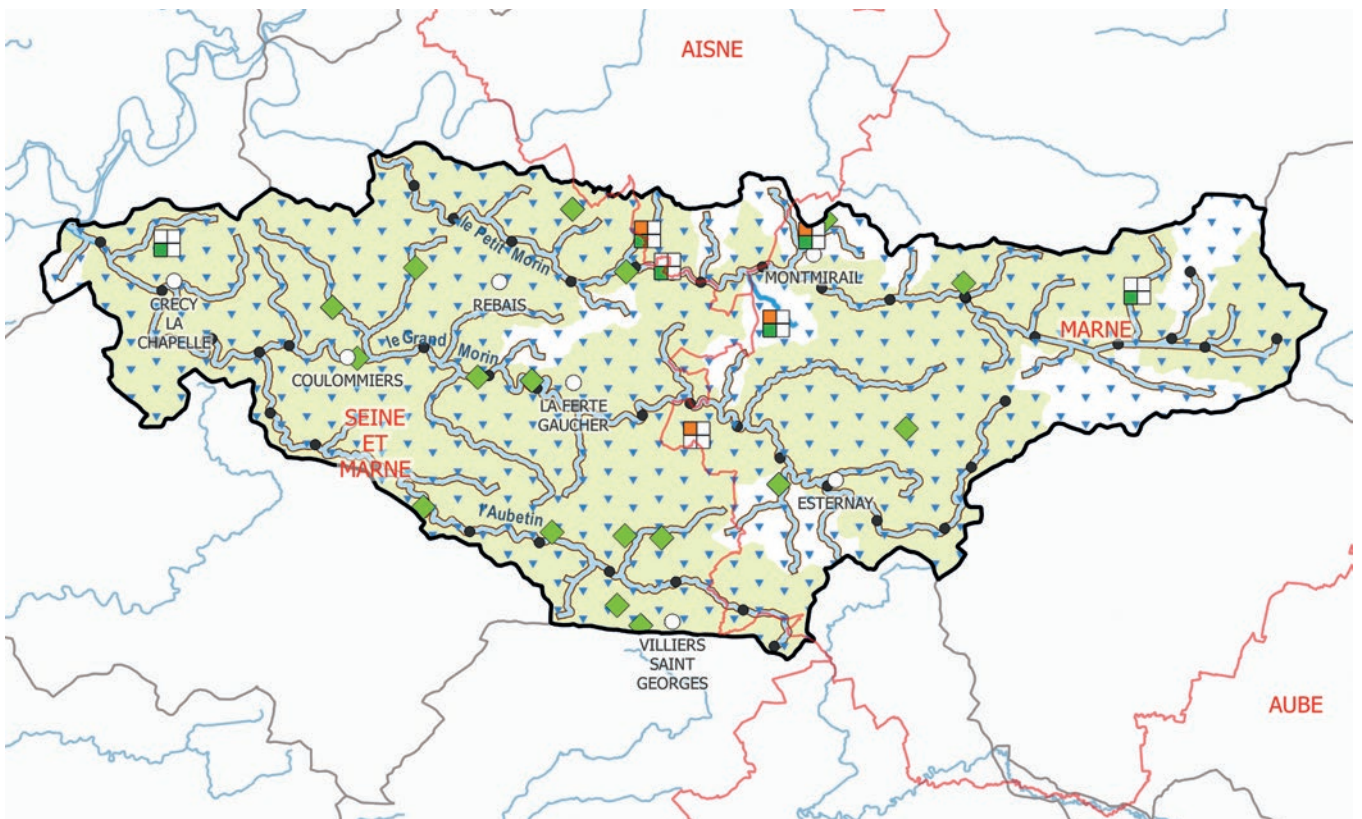 AISNE
le Petit Morin
MONTMIRAIL
REBAIS
CRECY
LA
CHAPELLE
MARNE
le Grand Morin
COULOMMIERS
LA FERTE
GAUCHER
SEINE
ET
MARNE
ESTERNAY
l'Aubetin
VILLIERS
SAINT
GEORGES
AUBE